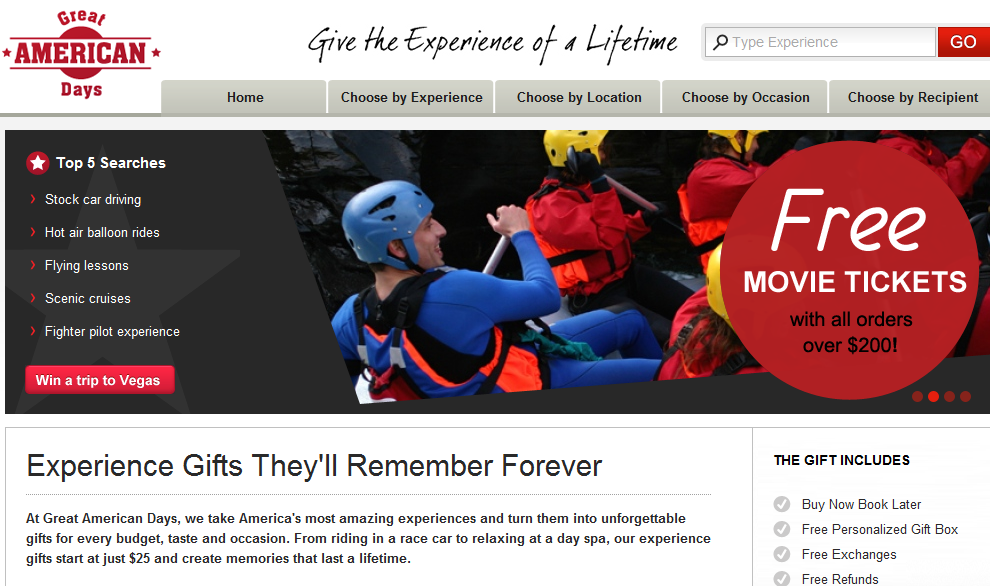 Great
AMERICAN
Days
Give the Experience of a Lifetime
Type Experience
GO
Home
Choose by Experience
Choose by Location
Choose by Occasion
Choose by Recipient
Top 5 Searches
Stock car driving
Hot air balloon rides
Flying lessons
Scenic cruises
Fighter pilot experience
Win a trip to Vegas
Free
MOVIE TICKETS
with all orders
over $200!
Experience Gifts They'll Remember Forever
At Great American Days, we take America's most amazing experiences and turn them into unforgettable
gifts for every budget, taste and occasion. From riding in a race car to relaxing at a day spa, our experience
gifts start at just $25 and create memories that last a lifetime.
THE GIFT INCLUDES
Buy Now Book Later
Free Personalized Gift Box
Free Exchanges
Free Refunds